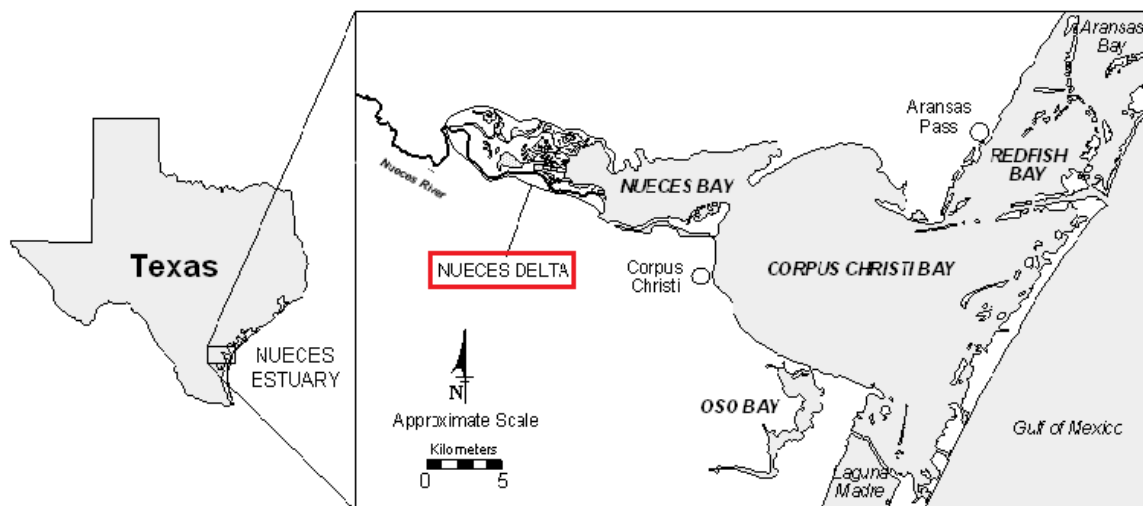 Texas
NUECES
ESTUARY
Nueces River
NUECES DELTA
NUECES BAY
Corpus
Christi
CORPUS CHRISTI BAY
Aransas
Pass
Aransas
Bay
REDFISH
BAY
OSO BAY
Laguna
Madre
Gulf of Mexico
N
Approximate Scale
Kilometers
0 5